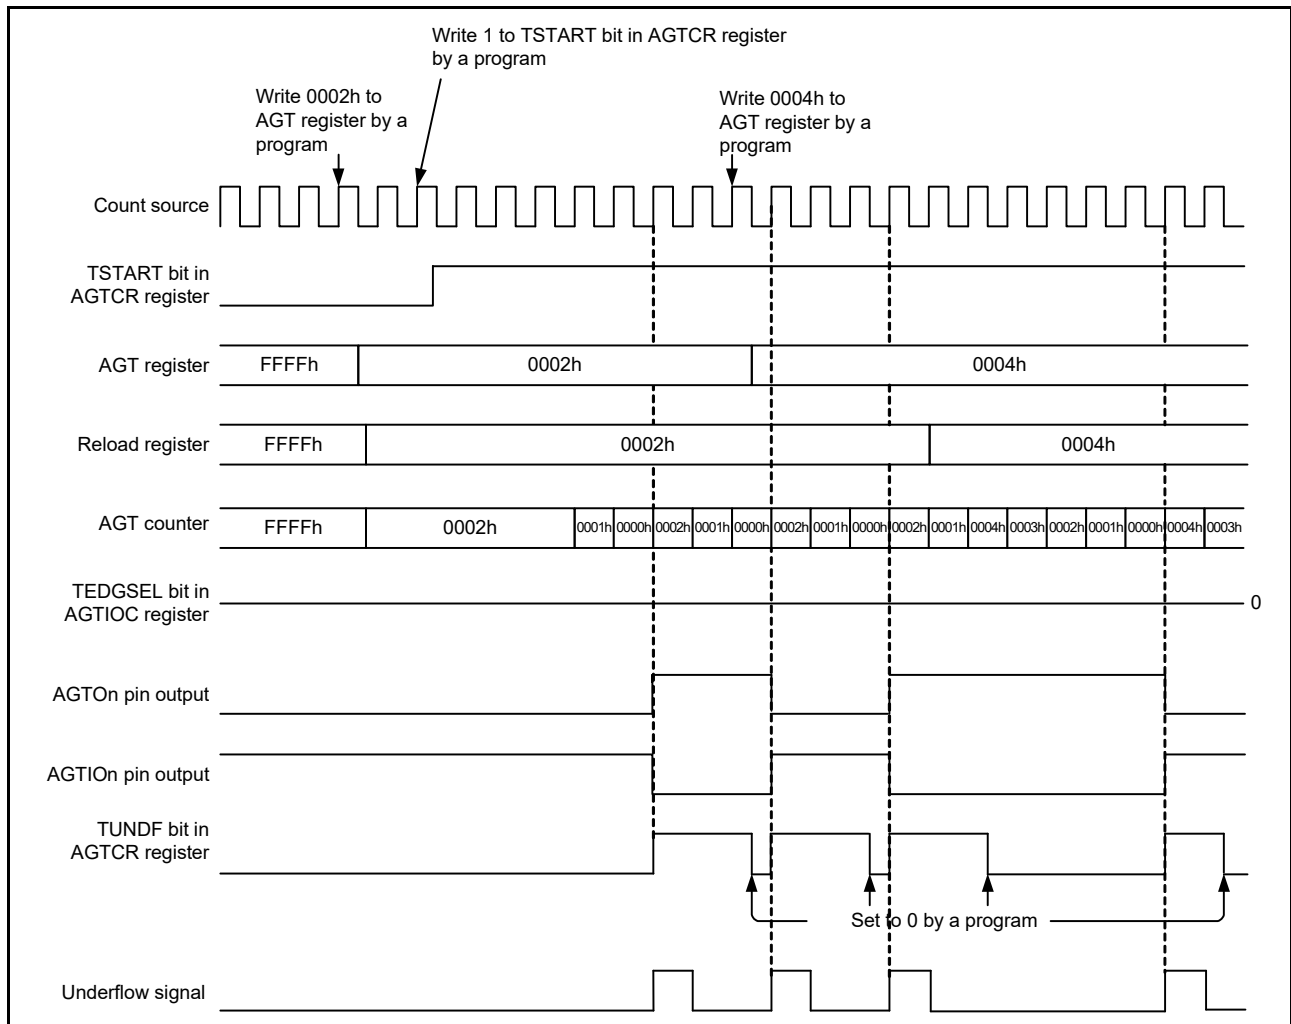 Write 1 to TSTART bit in AGTCR register
by a program
Write 0002h to
AGT register by a
program
Write 0004h to
AGT register by a
program
Count source
TSTART bit in
AGTCR register
AGT register
FFFFh
0002h
0004h
Reload register
FFFFh
0002h
0004h
AGT counter
FFFFh
0002h
0001h
0000h
0002h
0001h
0000h
0002h
0001h
0000h
0002h
0001h
0004h
0003h
0002h
0001h
0000h
0004h
0003h
TEDGSEL bit in
AGTIOC register
0
AGTOn pin output
AGTIOn pin output
TUNDF bit in
AGTCR register
Set to 0 by a program
Underflow signal